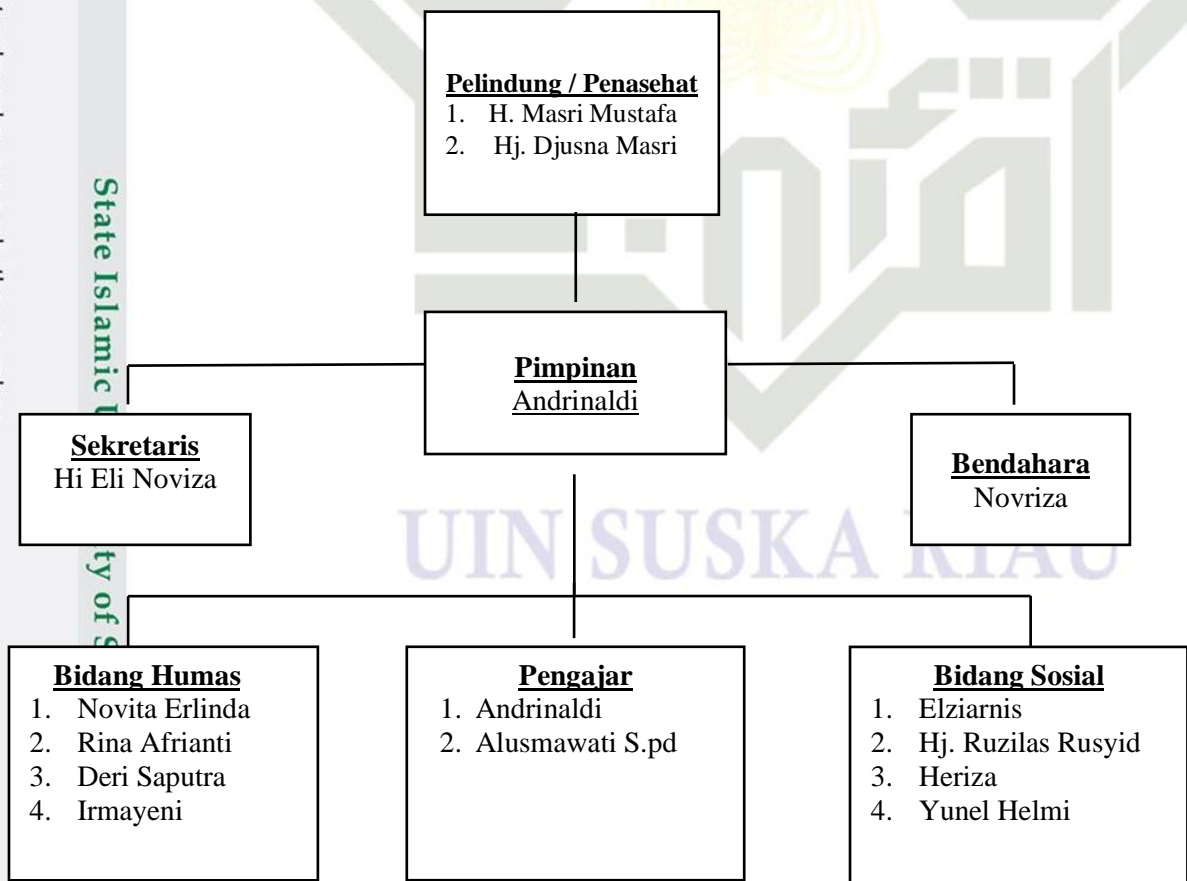 Pelindung / Penasehat
1. H. Masri Mustafa
2. Hj. Djusna Masri
State Islamic
Pimpinan
Andrinaldi
Sekretaris
Hi Eli Noviza
Bendahara
Novriza
ty of
UIN SUSKA RIAU
Bidang Humas
1. Novita Erlinda
2. Rina Afrianti
3. Deri Saputra
4. Irmayeni
Pengajar
1. Andrinaldi
2. Alusmawati S.pd
Bidang Sosial
1. Elziarnis
2. Hj. Ruzilas Rusyid
3. Heriza
4. Yunel Helmi